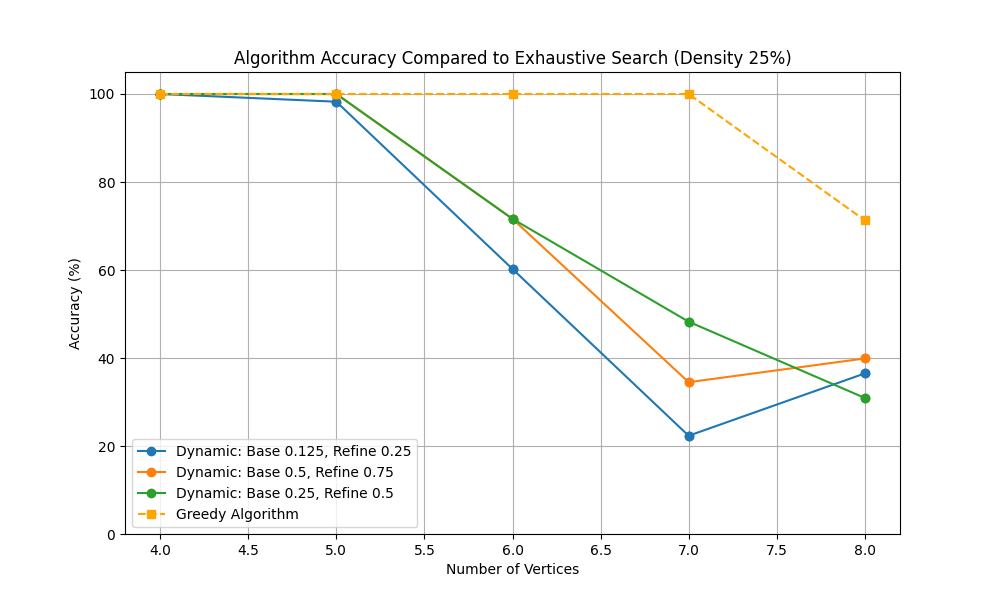 Algorithm Accuracy Compared to Exhaustive Search (Density 25%)
Accuracy (%)
100
80
60
40
20
0
Dynamic: Base 0.125, Refine 0.25
Dynamic: Base 0.5, Refine 0.75
Dynamic: Base 0.25, Refine 0.5
Greedy Algorithm
4.0 4.5 5.0 5.5 6.0 6.5 7.0 7.5 8.0
Number of Vertices